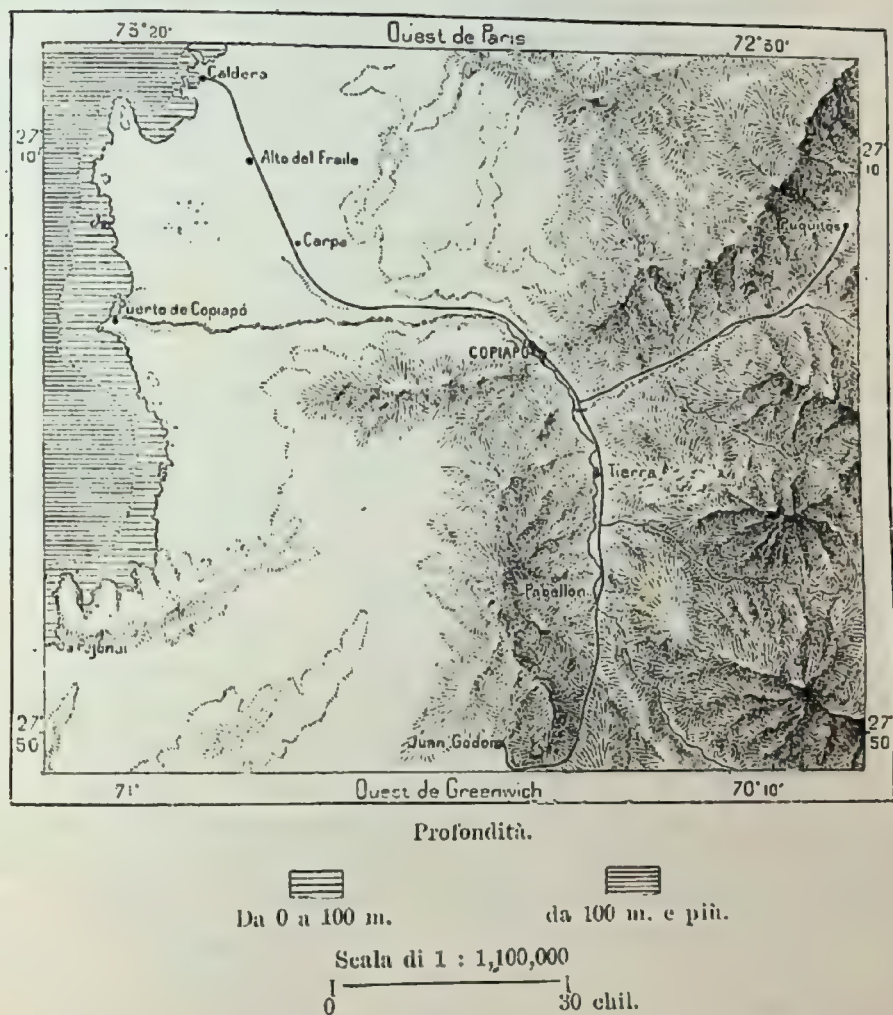 73° 20'
Ouest de Paris
72° 30'
Caldera
27
10
Alto del Fraile
27
10
Carpa
Puquitos
Puerto de Copiapó
COPIAPÓ
Tierra
Pabellon
27
50
Juan Godoy
27
50
71°
Ouest de Greenwich
70° 10'
Profondità.
Da 0 a 100 m.
da 100 m. e più.
Scala di 1 : 1,100,000
0
30 chil.